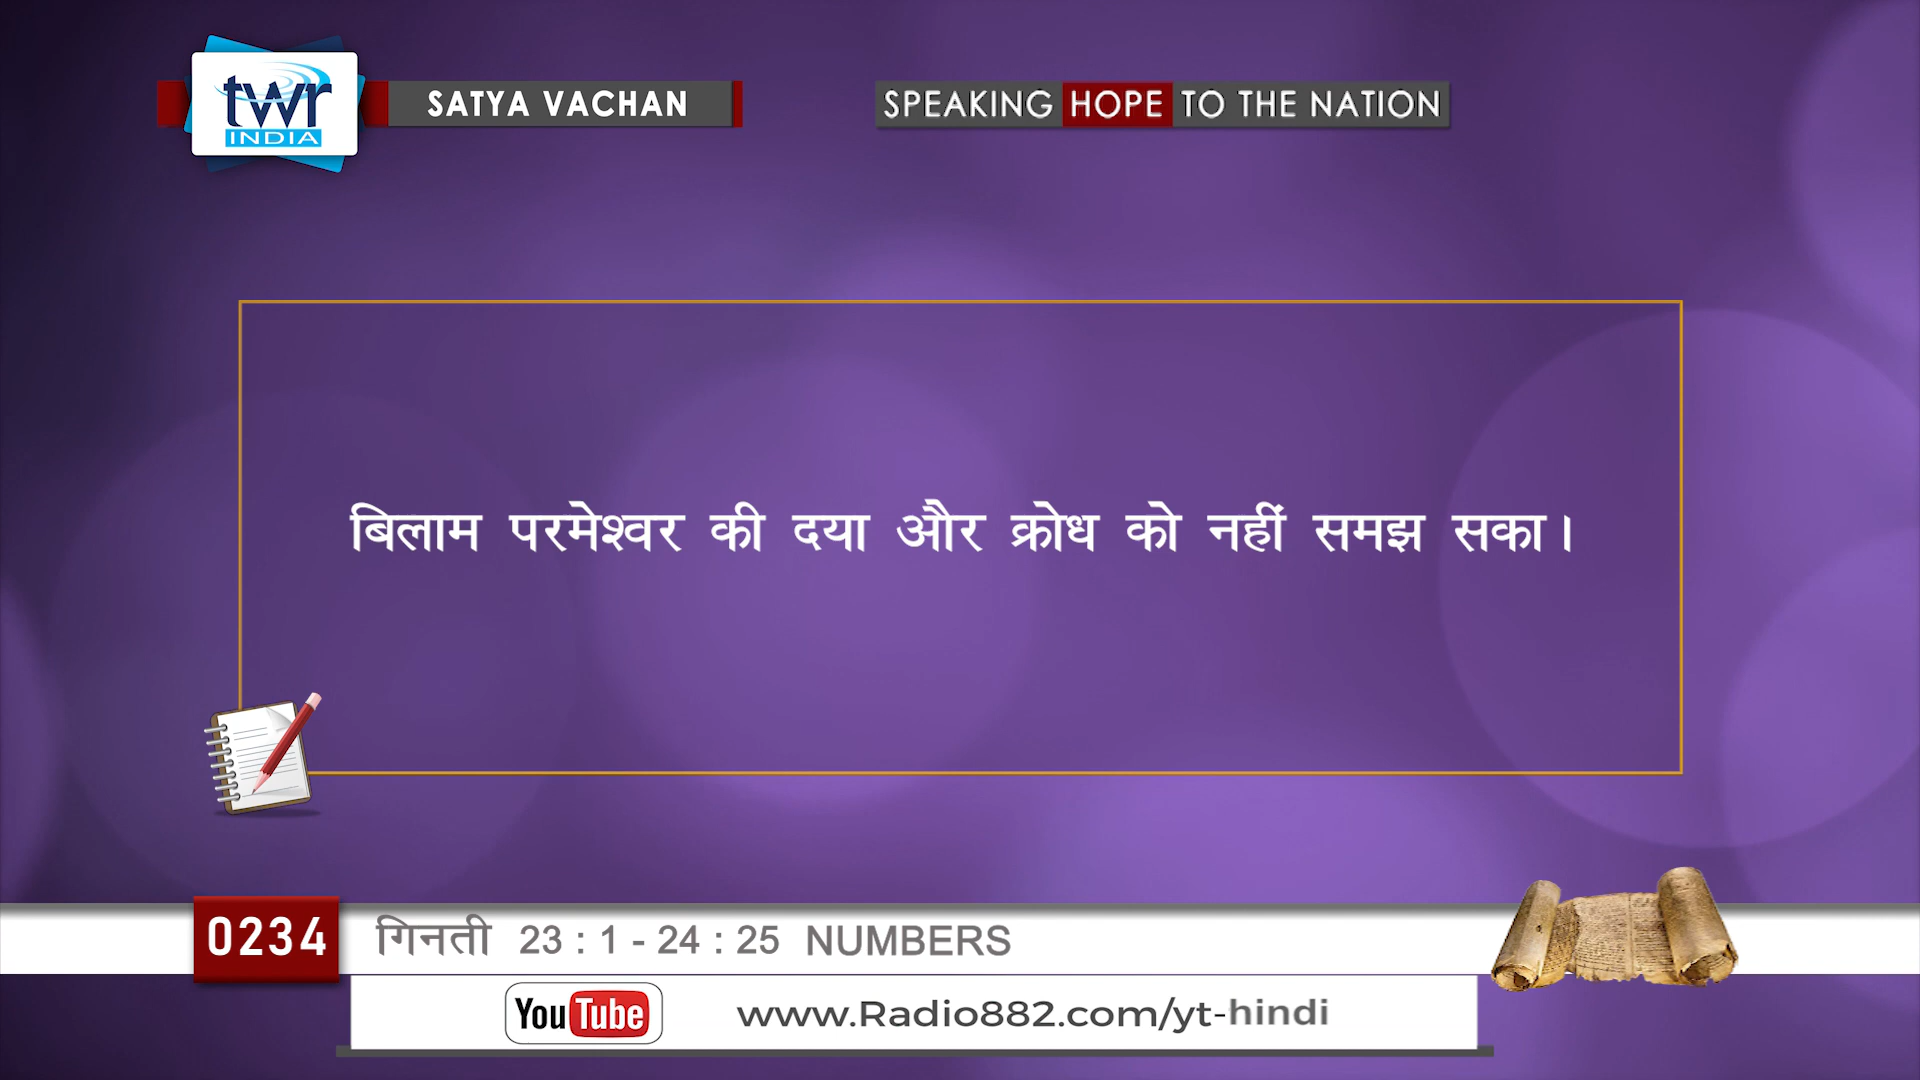 twr
INDIA
SATYA VACHAN
SPEAKING HOPE TO THE NATION
बिलाम परमेश्वर की दया और क्रोध को नहीं समझ सका।
0234
गिनती 23 : 1 - 24 : 25 NUMBERS
YouTube
www.Radio882.com/yt-hindi